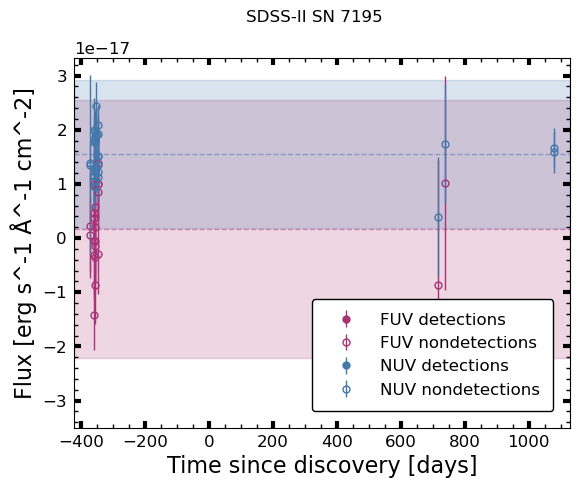 SDSS-II SN 7195
1e−17
Flux [erg s^-1 Å^-1 cm^-2]
3
2
1
0
−1
−2
−3
FUV detections
FUV nondetections
NUV detections
NUV nondetections
−400 −200 0 200 400 600 800 1000
Time since discovery [days]